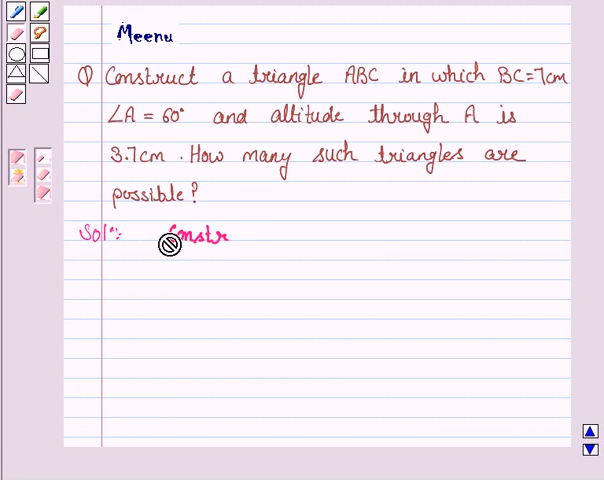 Meenu
Q Construct a triangle ABC in which BC=7cm
∠A = 60° and altitude through A is
3.7cm. How many such triangles are
possible?
Solⁿ: Constr